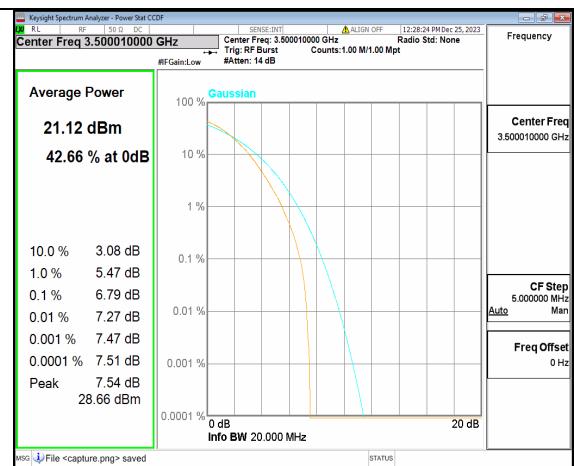 Keysight Spectrum Analyzer - Power Stat CCDF
RL RF 50 Ω DC SENSE:INT ALIGN OFF 12:28:24 PM Dec 25, 2023
Center Freq 3.500010000 GHz
Center Freq: 3.500010000 GHz Radio Std: None
Trig: RF Burst Counts:1.00 M/1.00 Mpt
#IFGain:Low #Atten: 14 dB
Frequency
Average Power
21.12 dBm
42.66 % at 0dB
10.0 % 3.08 dB
1.0 % 5.47 dB
0.1 % 6.79 dB
0.01 % 7.27 dB
0.001 % 7.47 dB
0.0001 % 7.51 dB
Peak 7.54 dB
28.66 dBm
Gaussian
100 %
10 %
1 %
0.1 %
0.01 %
0.001 %
0.0001 %
0 dB 20 dB
Info BW 20.000 MHz
Center Freq
3.500010000 GHz
CF Step
5.000000 MHz
Auto Man
Freq Offset
0 Hz
MSG File <capture.png> saved STATUS